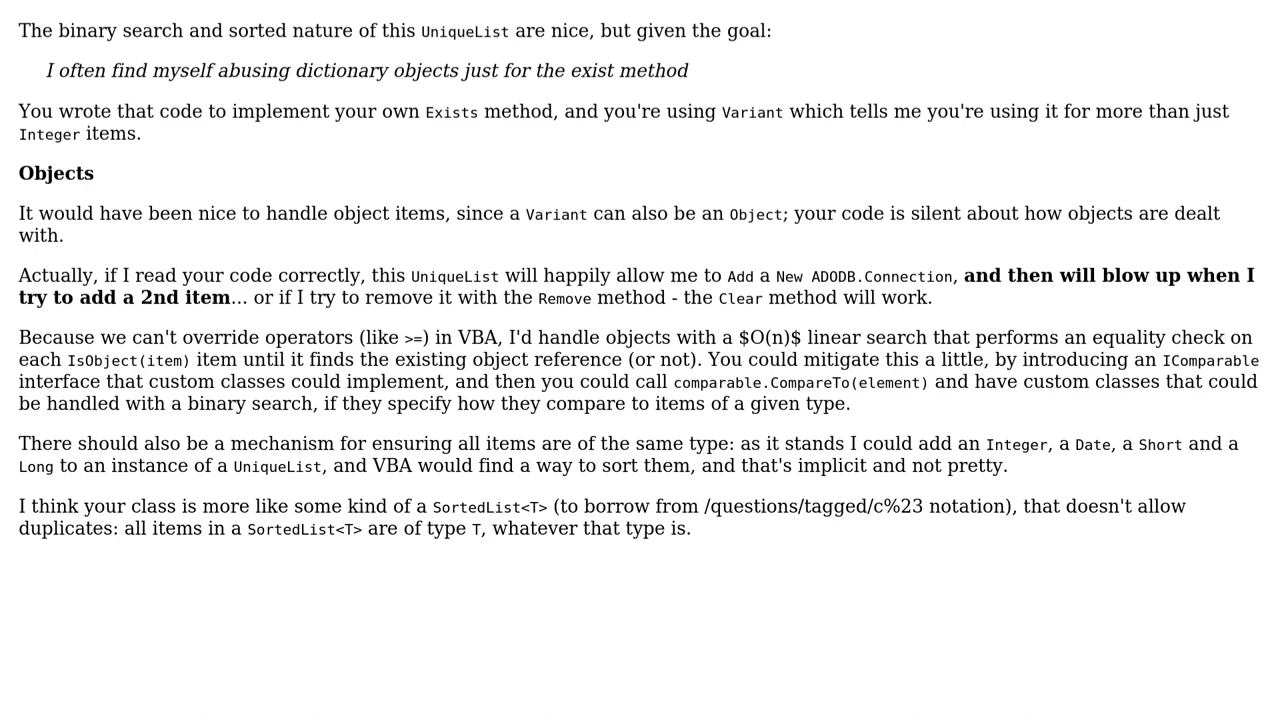 The binary search and sorted nature of this UniqueList are nice, but given the goal:
I often find myself abusing dictionary objects just for the exist method
You wrote that code to implement your own Exists method, and you're using Variant which tells me you're using it for more than just
Integer items.
Objects
It would have been nice to handle object items, since a Variant can also be an Object; your code is silent about how objects are dealt
with.
Actually, if I read your code correctly, this UniqueList will happily allow me to Add a New ADODB.Connection, and then will blow up when I
try to add a 2nd item... or if I try to remove it with the Remove method - the Clear method will work.
Because we can't override operators (like >=) in VBA, I'd handle objects with a $O(n)$ linear search that performs an equality check on
each IsObject(item) item until it finds the existing object reference (or not). You could mitigate this a little, by introducing an IComparable
interface that custom classes could implement, and then you could call comparable.CompareTo(element) and have custom classes that could
be handled with a binary search, if they specify how they compare to items of a given type.
There should also be a mechanism for ensuring all items are of the same type: as it stands I could add an Integer, a Date, a Short and a
Long to an instance of a UniqueList, and VBA would find a way to sort them, and that's implicit and not pretty.
I think your class is more like some kind of a SortedList<T> (to borrow from /questions/tagged/c%23 notation), that doesn't allow
duplicates: all items in a SortedList<T> are of type T, whatever that type is.